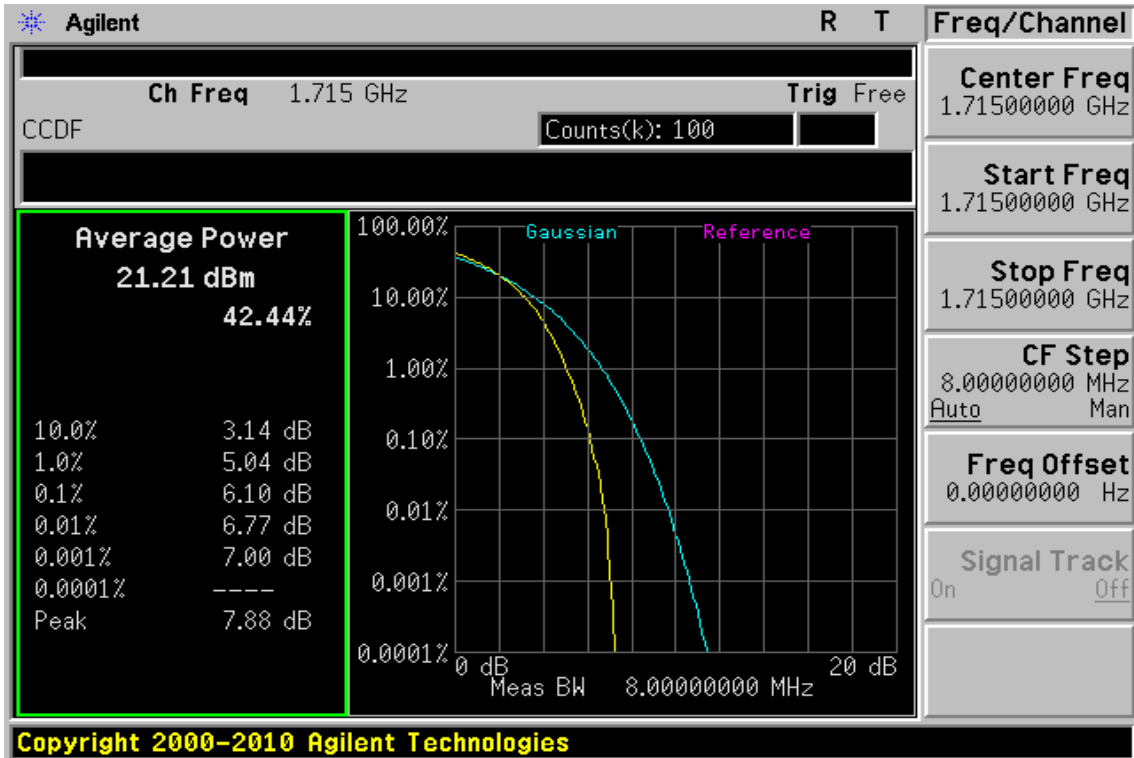 Agilent
R T
Freq/Channel
Ch Freq 1.715 GHz
Trig Free
CCDF
Counts(k): 100
Center Freq
1.71500000 GHz
Start Freq
1.71500000 GHz
Stop Freq
1.71500000 GHz
CF Step
8.00000000 MHz
Auto Man
Freq Offset
0.00000000 Hz
Signal Track
On Off
Average Power
21.21 dBm
42.44%
10.0% 3.14 dB
1.0% 5.04 dB
0.1% 6.10 dB
0.01% 6.77 dB
0.001% 7.00 dB
0.0001% ----
Peak 7.88 dB
Gaussian
Reference
100.00%
10.00%
1.00%
0.10%
0.01%
0.001%
0.0001%
0 dB
20 dB
Meas BW 8.00000000 MHz
Copyright 2000-2010 Agilent Technologies